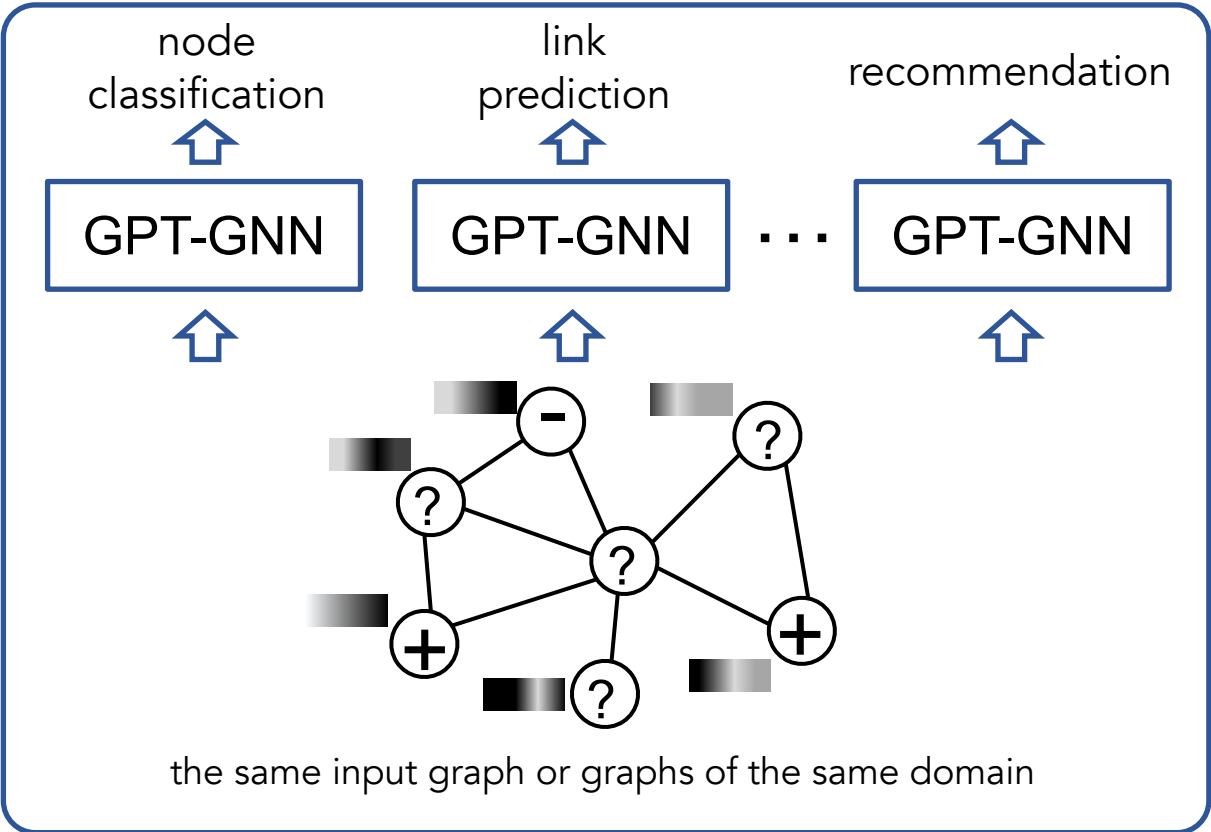 node
classification
link
prediction
recommendation
GPT-GNN
GPT-GNN
...
GPT-GNN
-
?
?
?
+
+
?
the same input graph or graphs of the same domain